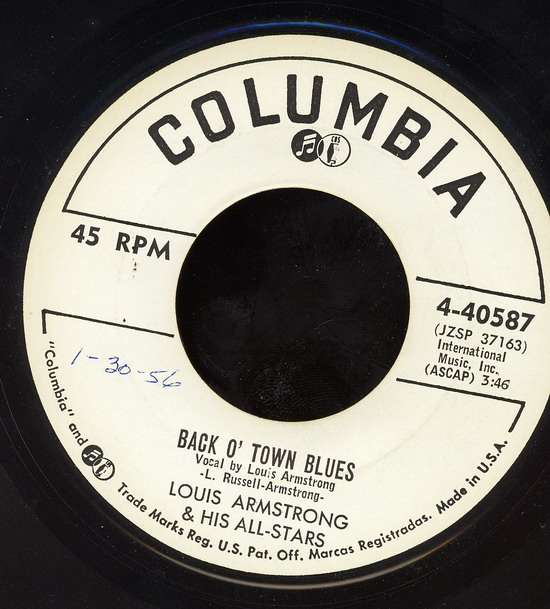 COLUMBIA
CBS
45 RPM
4-40587
(JZSP 37163)
International
Music, Inc.
(ASCAP) 3:46
1-30-56
BACK O' TOWN BLUES
Vocal by Louis Armstrong
-L. Russell-Armstrong-
LOUIS ARMSTRONG
& HIS ALL-STARS
"Columbia" and Trade Marks Reg. U.S. Pat. Off. Marcas Registradas. Made in U.S.A.